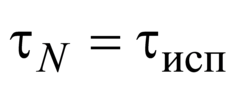 τ_N = τ_исп